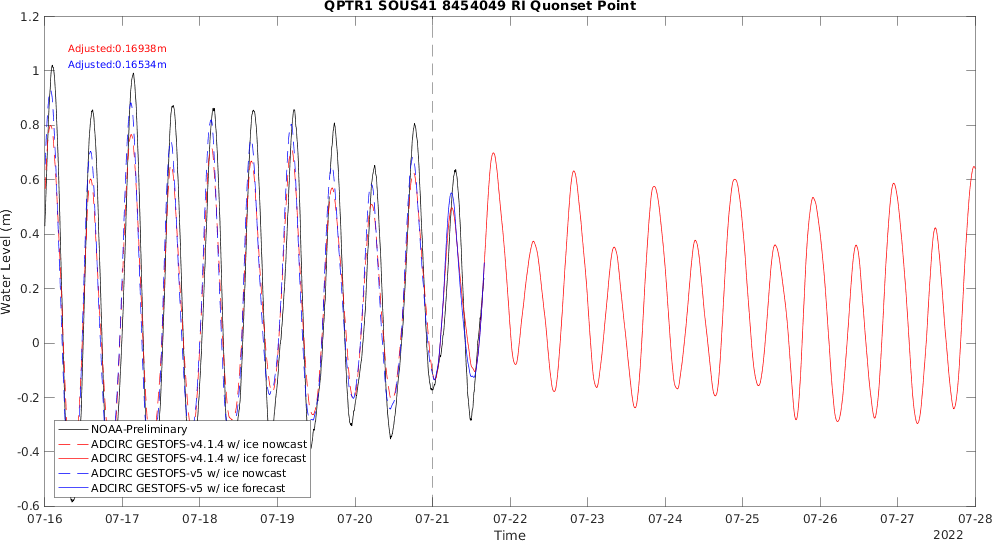 QPTR1 SOUS41 8454049 RI Quonset Point
1.2
Adjusted:0.16938m
Adjusted:0.16534m
1
0.8
0.6
0.4
0.2
0
-0.2
-0.4
-0.6
Water Level (m)
NOAA-Preliminary
ADCIRC GESTOFS-v4.1.4 w/ ice nowcast
ADCIRC GESTOFS-v4.1.4 w/ ice forecast
ADCIRC GESTOFS-v5 w/ ice nowcast
ADCIRC GESTOFS-v5 w/ ice forecast
07-16 07-17 07-18 07-19 07-20 07-21 07-22 07-23 07-24 07-25 07-26 07-27 07-28
Time
2022